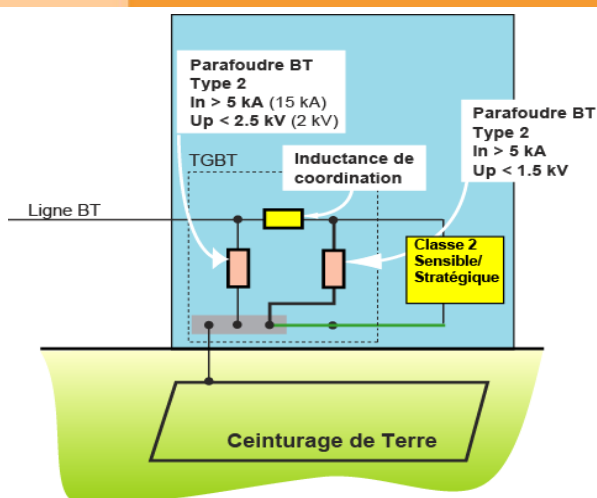 Parafoudre BT
Type 2
In > 5 kA (15 kA)
Up < 2.5 kV (2 kV)
Parafoudre BT
Type 2
In > 5 kA
Up < 1.5 kV
TGBT
Inductance de
coordination
Ligne BT
Classe 2
Sensible/
Stratégique
Ceinturage de Terre